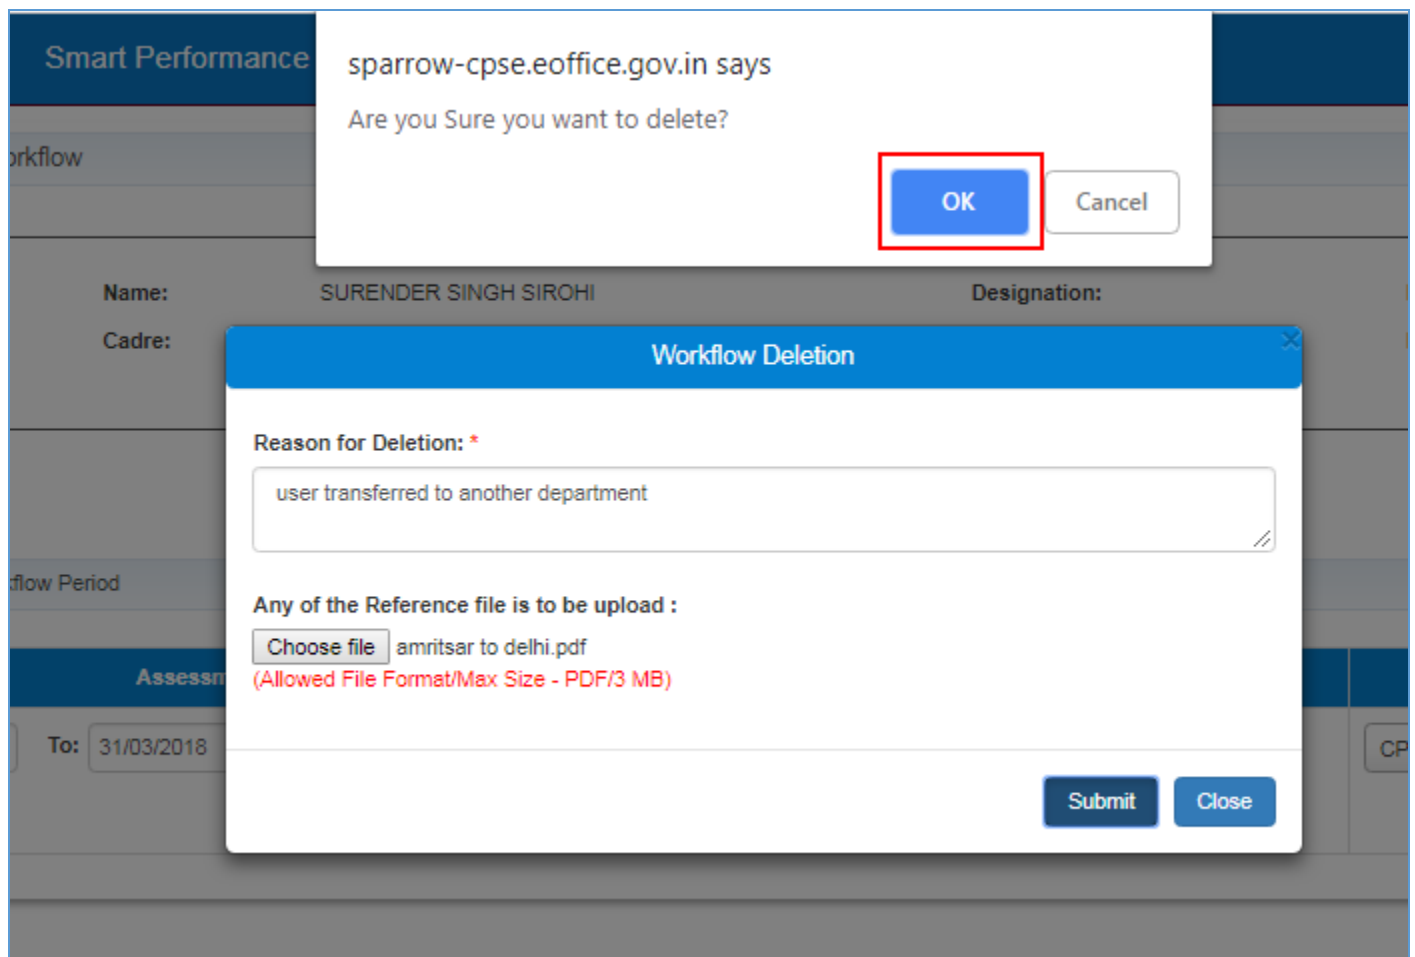 Smart Performance
sparrow-cpse.eoffice.gov.in says
Are you Sure you want to delete?
orkflow
OK
Cancel
Name:
SURENDER SINGH SIROHI
Designation:
Cadre:
Workflow Deletion
Reason for Deletion: *
user transferred to another department
flow Period
Any of the Reference file is to be upload :
Choose file amritsar to delhi.pdf
(Allowed File Format/Max Size - PDF/3 MB)
Assessm
To: 31/03/2018
CP
Submit
Close